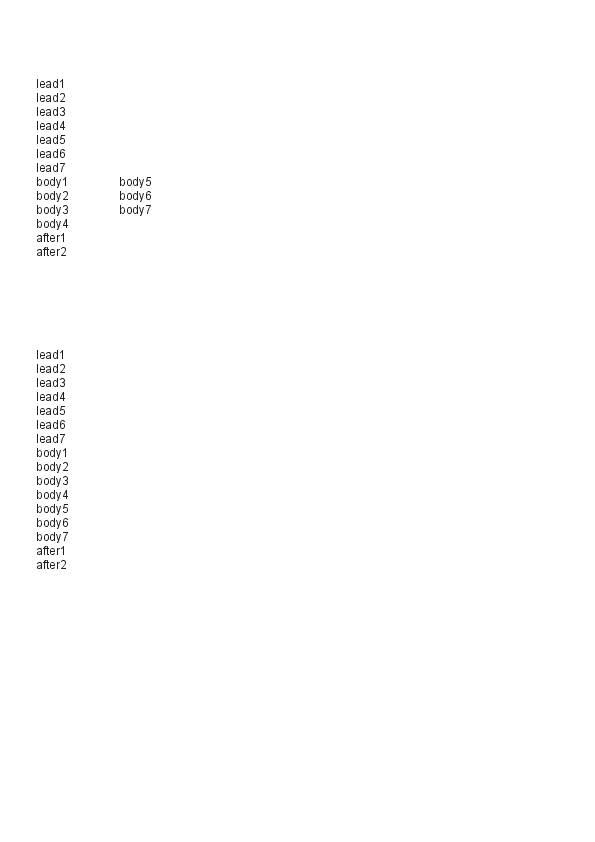 lead1
lead2
lead3
lead4
lead5
lead6
lead7
body1 body5
body2 body6
body3 body7
body4
after1
after2
lead1
lead2
lead3
lead4
lead5
lead6
lead7
body1
body2
body3
body4
body5
body6
body7
after1
after2